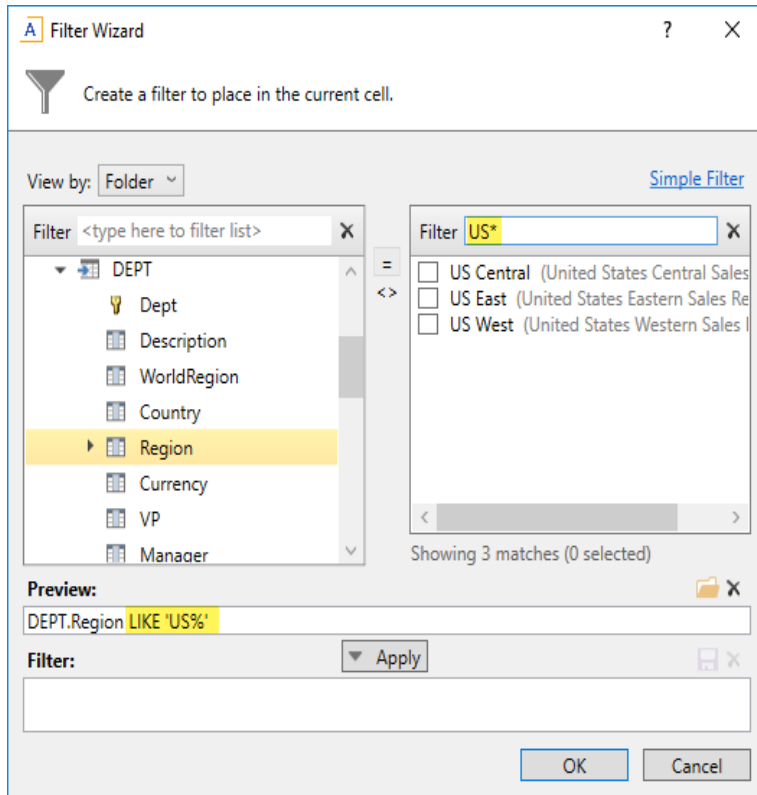 A Filter Wizard ? X
Create a filter to place in the current cell.
View by: Folder
Simple Filter
Filter <type here to filter list> X
DEPT
Dept
Description
WorldRegion
Country
Region
Currency
VP
Manager
=
<>
Filter US* X
US Central (United States Central Sales
US East (United States Eastern Sales Re
US West (United States Western Sales
Showing 3 matches (0 selected)
Preview:
DEPT.Region LIKE 'US%'
Filter:
Apply
OK
Cancel